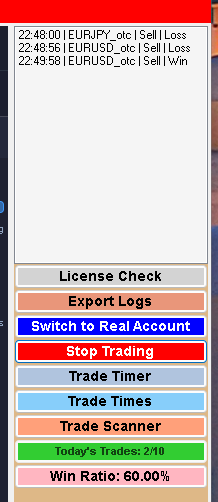 22:48:00 | EURJPY_otc | Sell | Loss
22:48:56 | EURUSD_otc | Sell | Loss
22:49:58 | EURUSD_otc | Sell | Win
License Check
Export Logs
Switch to Real Account
Stop Trading
Trade Timer
Trade Times
Trade Scanner
Today's Trades: 2/10
Win Ratio: 60.00%